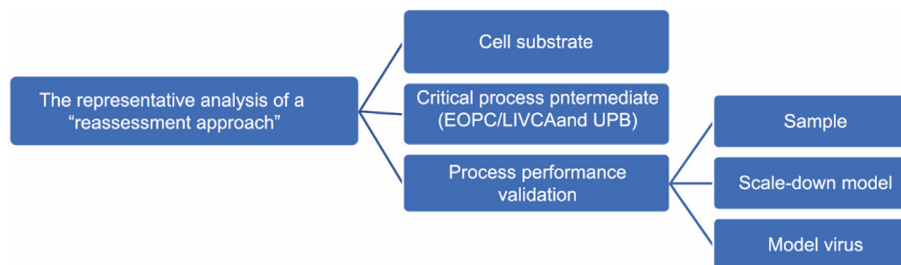 The representative analysis of a
“reassessment approach”
Cell substrate
Critical process pntermediate
(EOPC/LIVCAand UPB)
Process performance
validation
Sample
Scale-down model
Model virus